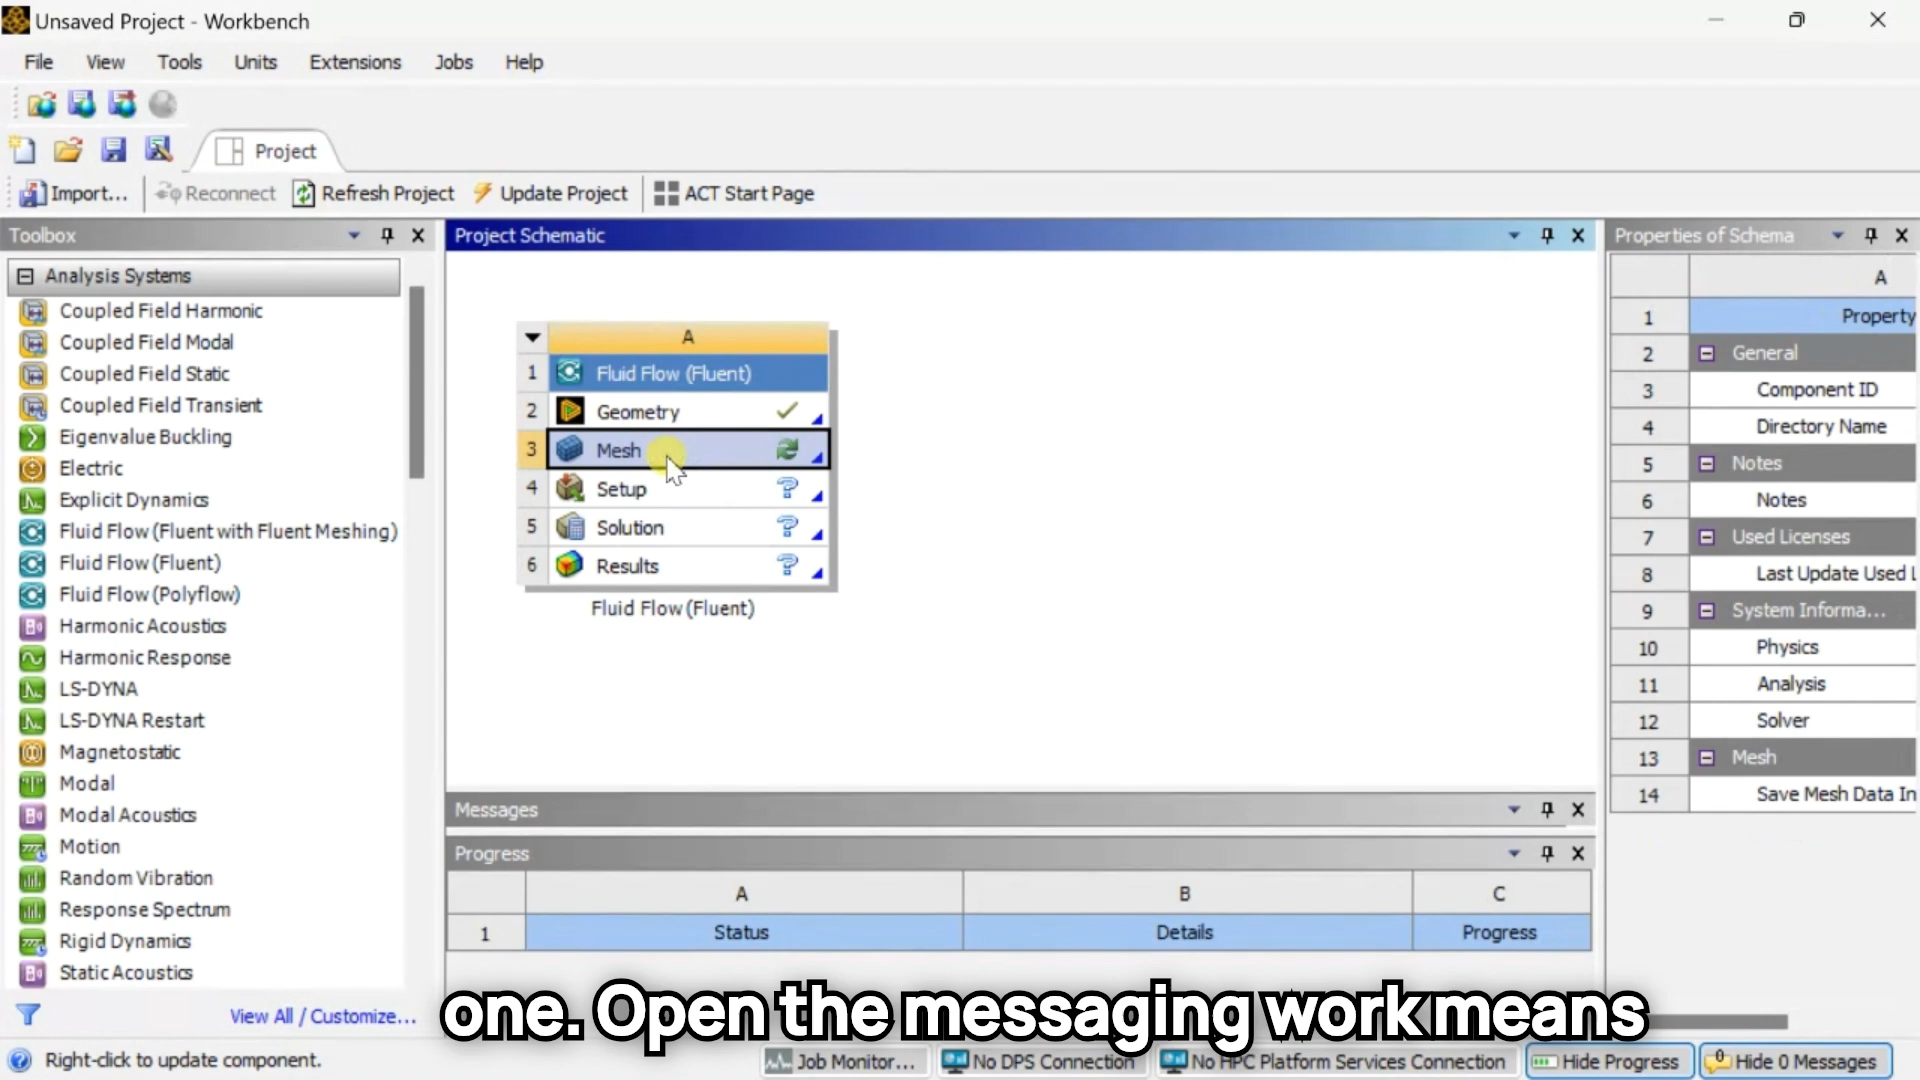 Unsaved Project - Workbench
File View Tools Units Extensions Jobs Help
Project
Import... Reconnect Refresh Project Update Project ACT Start Page
Toolbox
Analysis Systems
Coupled Field Harmonic
Coupled Field Modal
Coupled Field Static
Coupled Field Transient
Eigenvalue Buckling
Electric
Explicit Dynamics
Fluid Flow (Fluent with Fluent Meshing)
Fluid Flow (Fluent)
Fluid Flow (Polyflow)
Harmonic Acoustics
Harmonic Response
LS-DYNA
LS-DYNA Restart
Magnetostatic
Modal
Modal Acoustics
Motion
Random Vibration
Response Spectrum
Rigid Dynamics
Static Acoustics
View All / Customize...
Project Schematic
A
1 Fluid Flow (Fluent)
2 Geometry
3 Mesh
4 Setup
5 Solution
6 Results
Fluid Flow (Fluent)
Messages
Progress
A B C
1 Status Details Progress
Properties of Schema
A
1 Property
2 General
3 Component ID
4 Directory Name
5 Notes
6 Notes
7 Used Licenses
8 Last Update Used L
9 System Informa...
10 Physics
11 Analysis
12 Solver
13 Mesh
14 Save Mesh Data In
one. Open the messaging work means
Right-click to update component.
Job Monitor... No DPS Connection No HPC Platform Services Connection Hide Progress 0 Hide 0 Messages